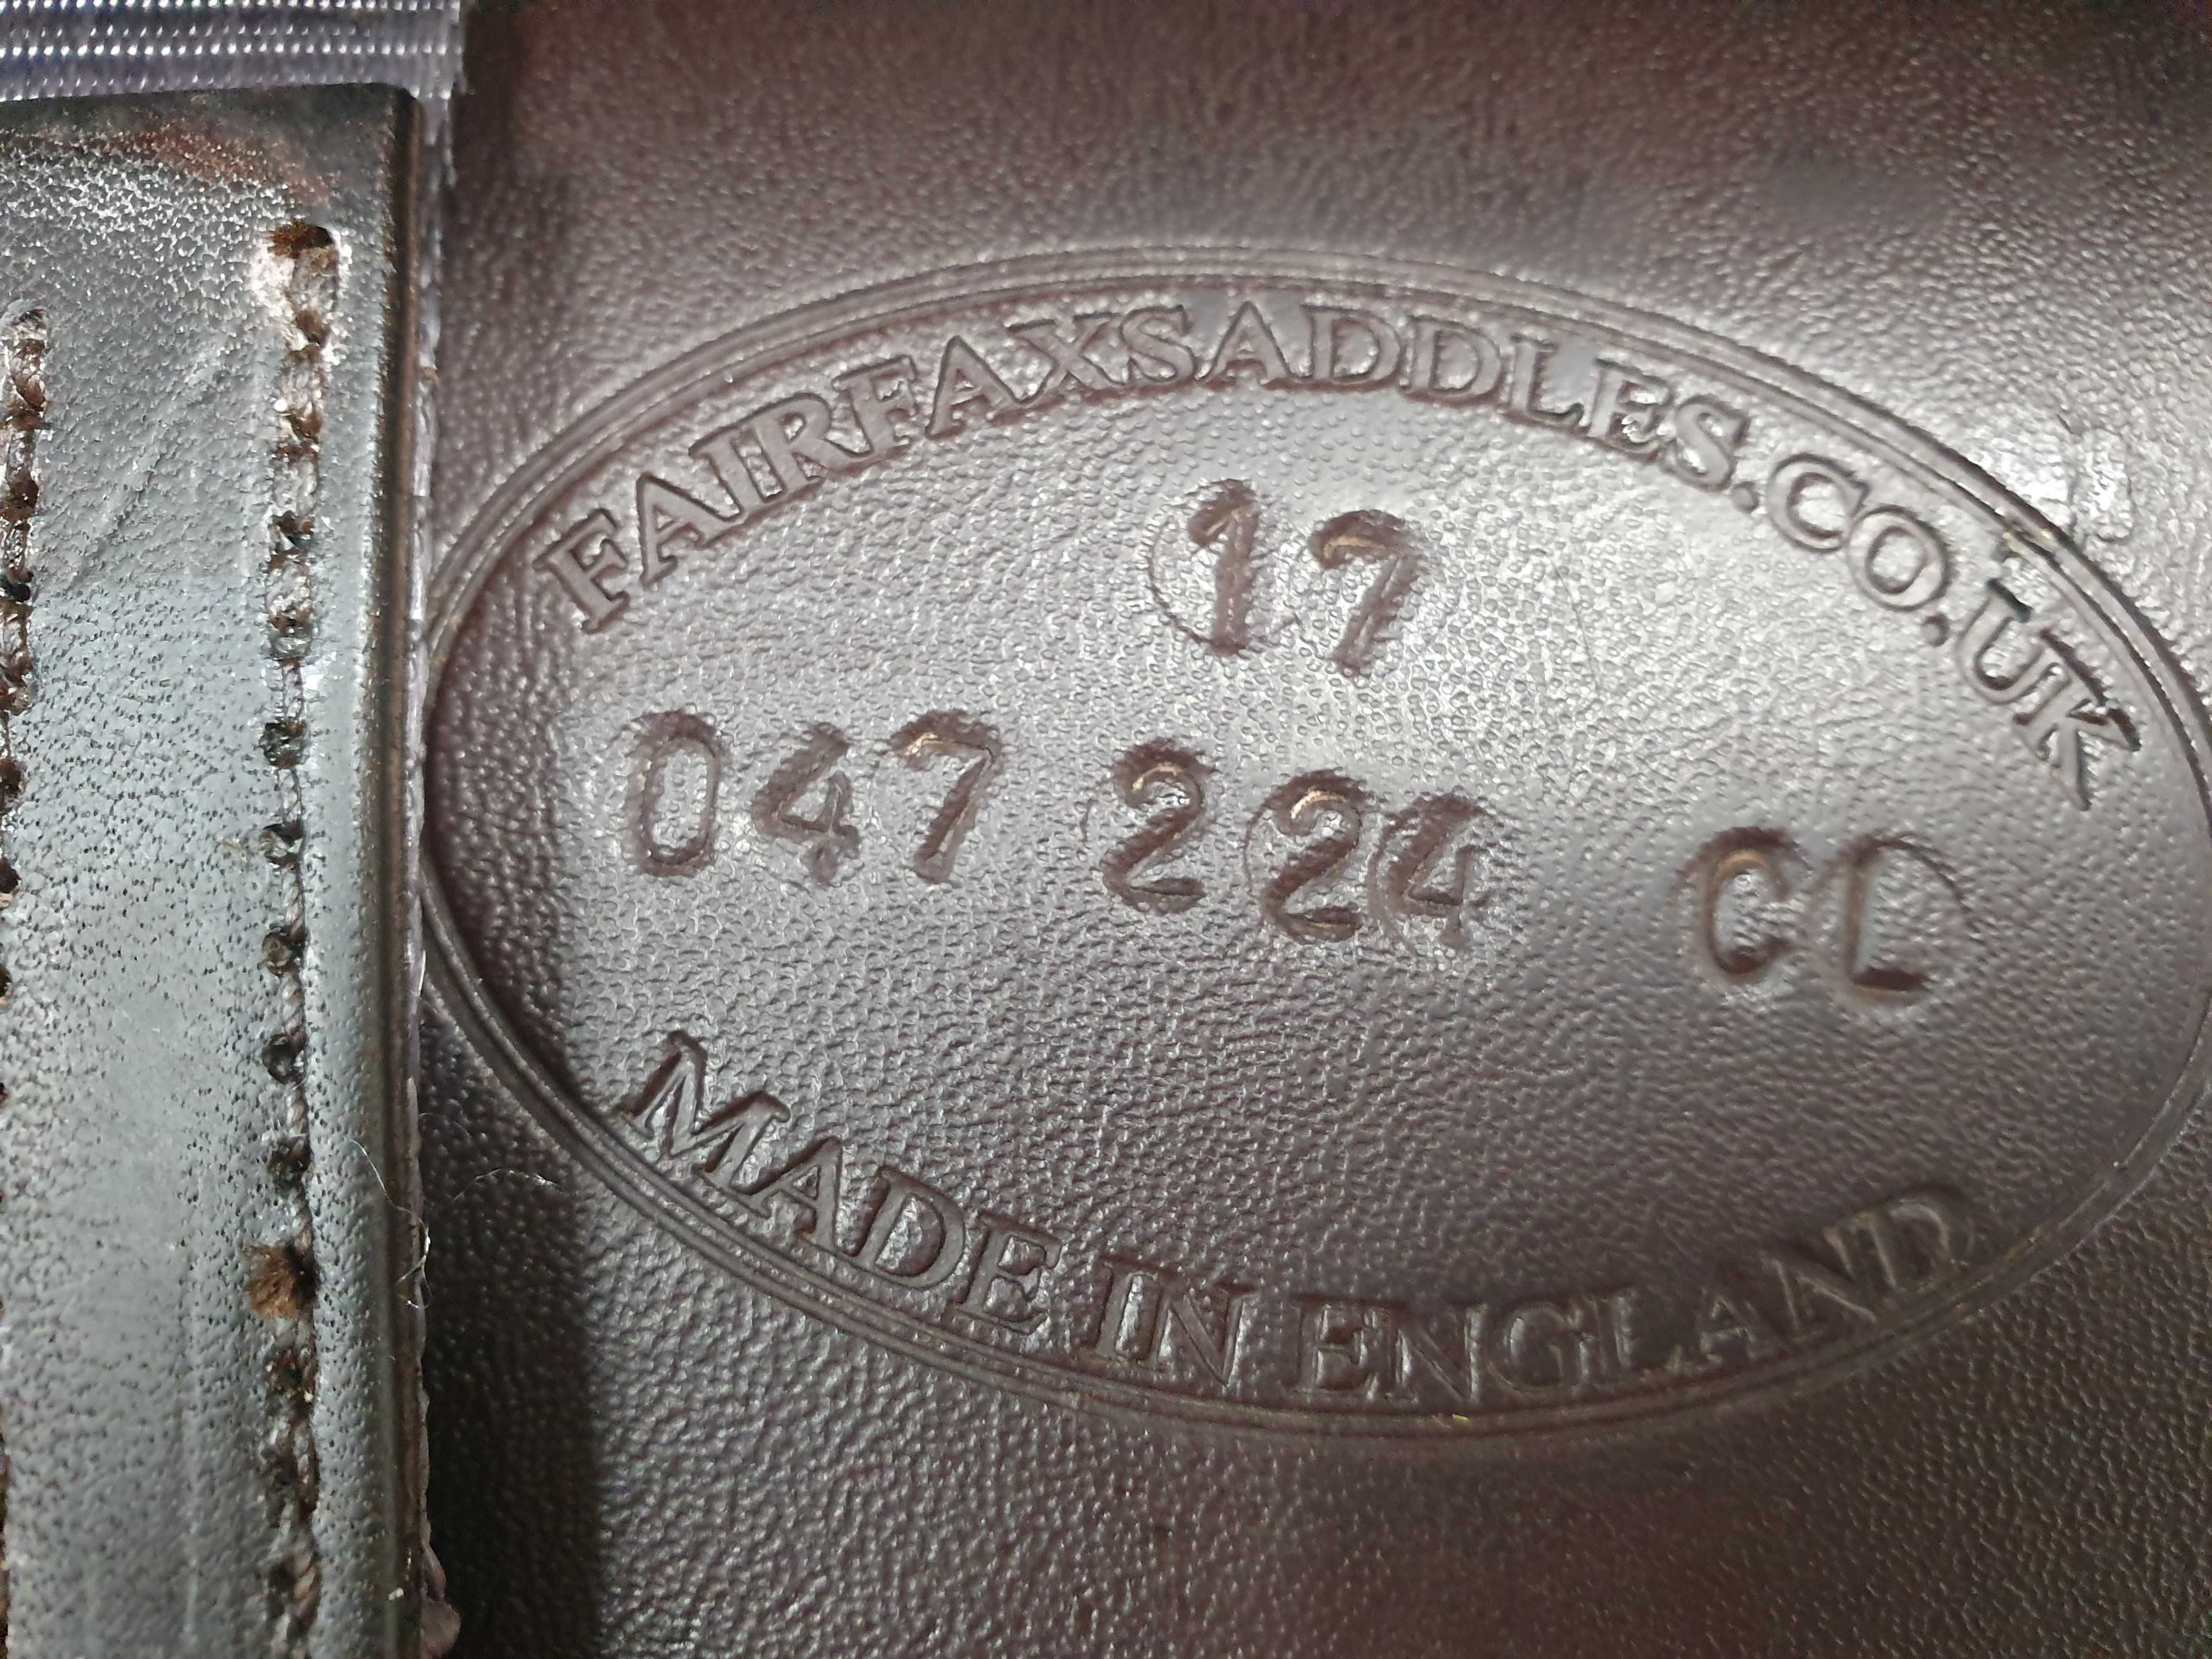 FAIRFAXSADDLES.CO.UK
17
047 224 CL
MADE IN ENGLAND